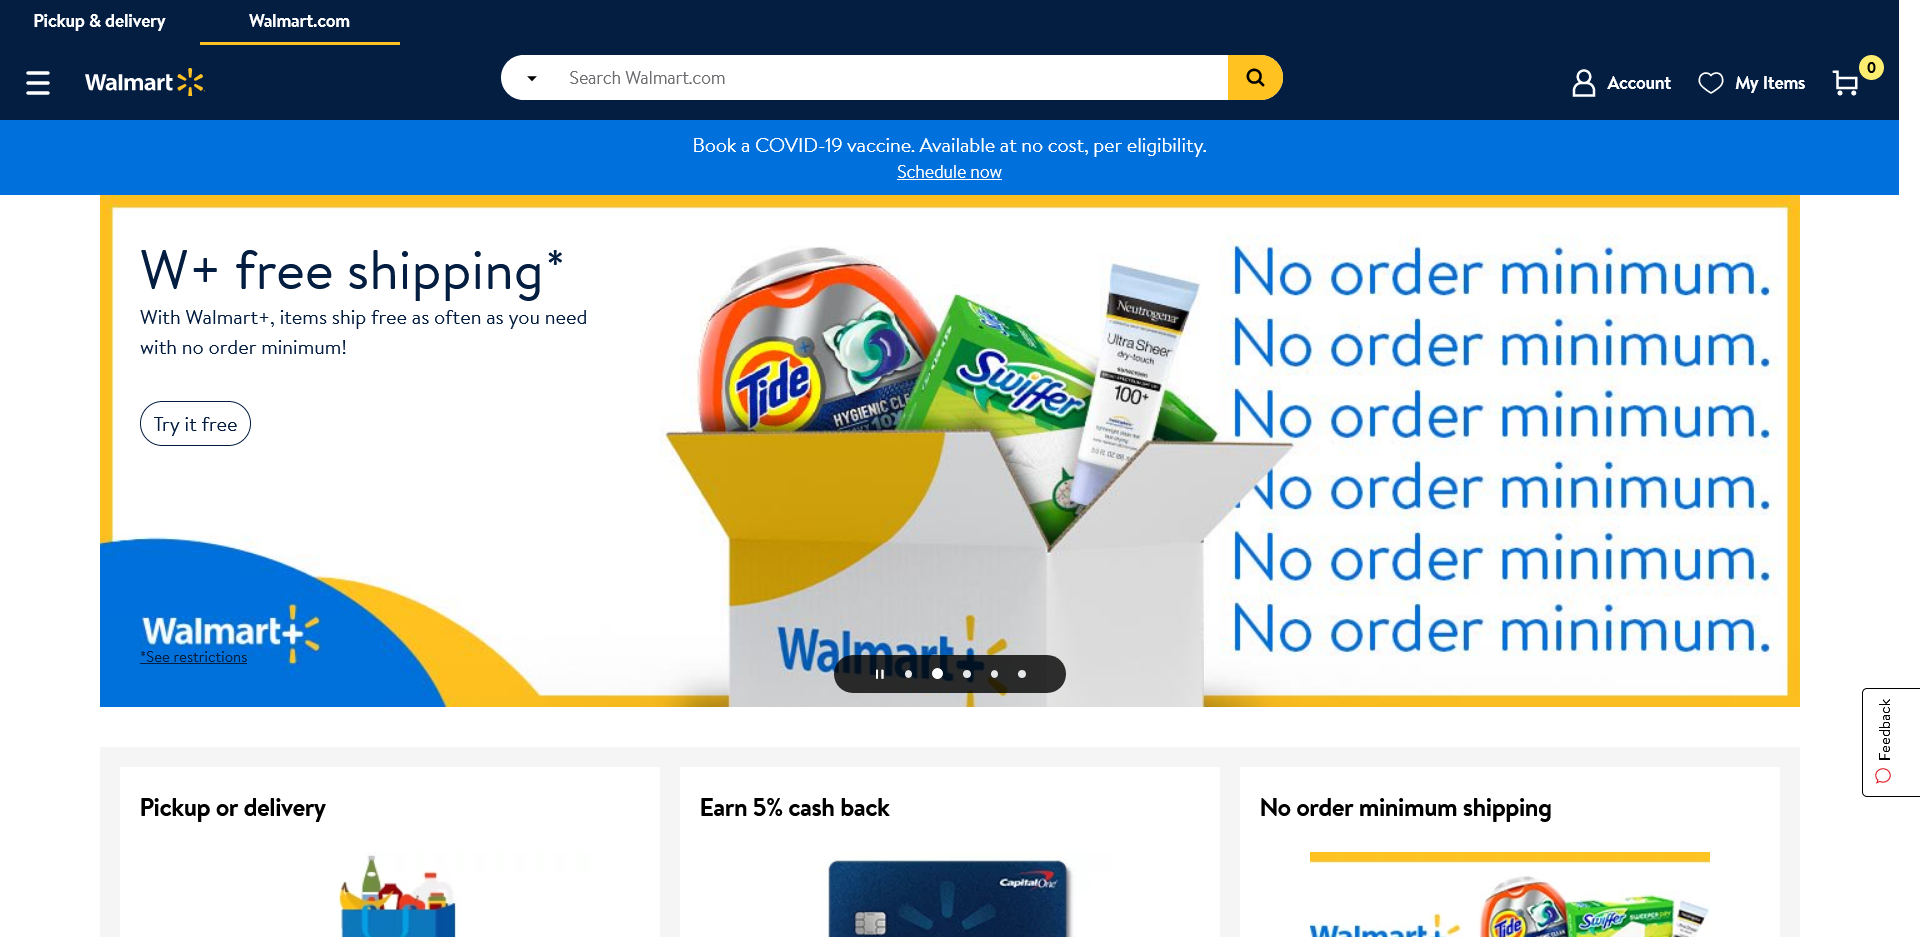 Pickup & delivery
Walmart.com
Walmart
Search Walmart.com
Account
My Items
0
Book a COVID-19 vaccine. Available at no cost, per eligibility.
Schedule now
W+ free shipping*
With Walmart+, items ship free as often as you need
with no order minimum!
Try it free
Walmart+
*See restrictions
Tide
HYGIENIC CLE
10X
Swiffer
Neutrogena
Ultra Sheer
dry-touch
sunscreen
100+
Walmart+
No order minimum.
No order minimum.
No order minimum.
No order minimum.
No order minimum.
No order minimum.
Feedback
Pickup or delivery
Earn 5% cash back
Capital One
No order minimum shipping
Walmart
Tide
Swiffer